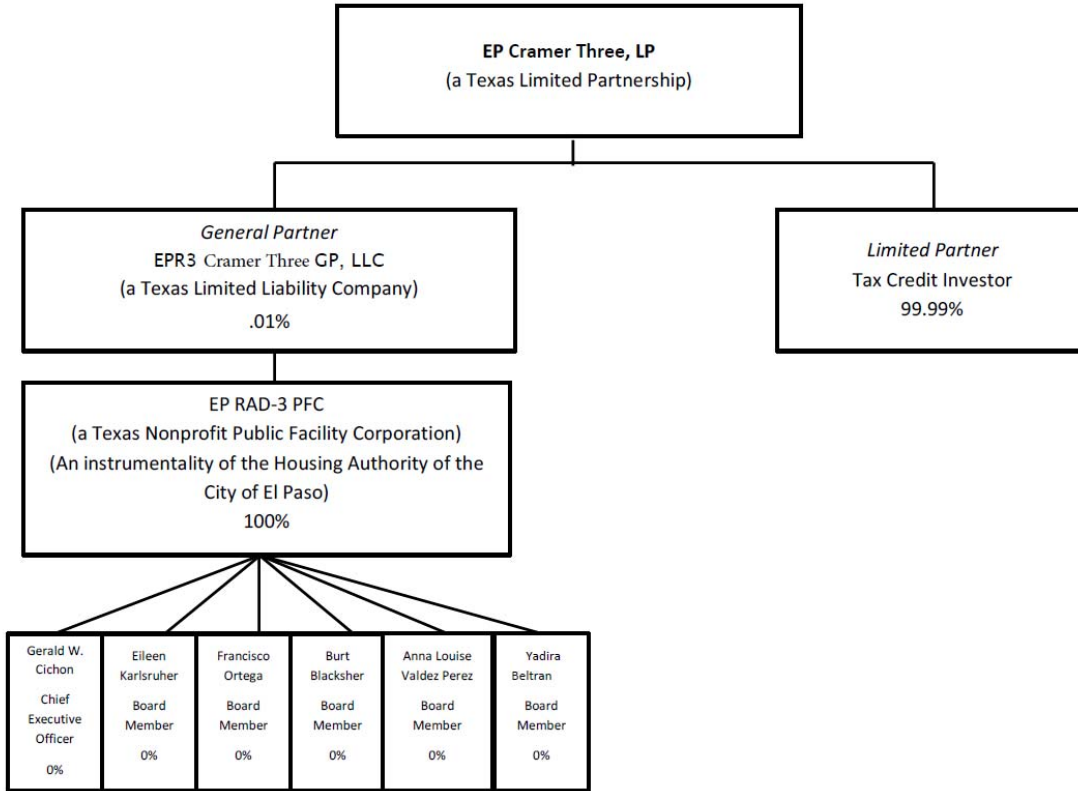 EP Cramer Three, LP
(a Texas Limited Partnership)
General Partner
EPR3 Cramer Three GP, LLC
(a Texas Limited Liability Company)
.01%
Limited Partner
Tax Credit Investor
99.99%
EP RAD-3 PFC
(a Texas Nonprofit Public Facility Corporation)
(An instrumentality of the Housing Authority of the
City of El Paso)
100%
Gerald W.
Cichon
Chief
Executive
Officer
0%
Eileen
Karlsruher
Board
Member
0%
Francisco
Ortega
Board
Member
0%
Burt
Blacksher
Board
Member
0%
Anna Louise
Valdez Perez
Board
Member
0%
Yadira
Beltran
Board
Member
0%